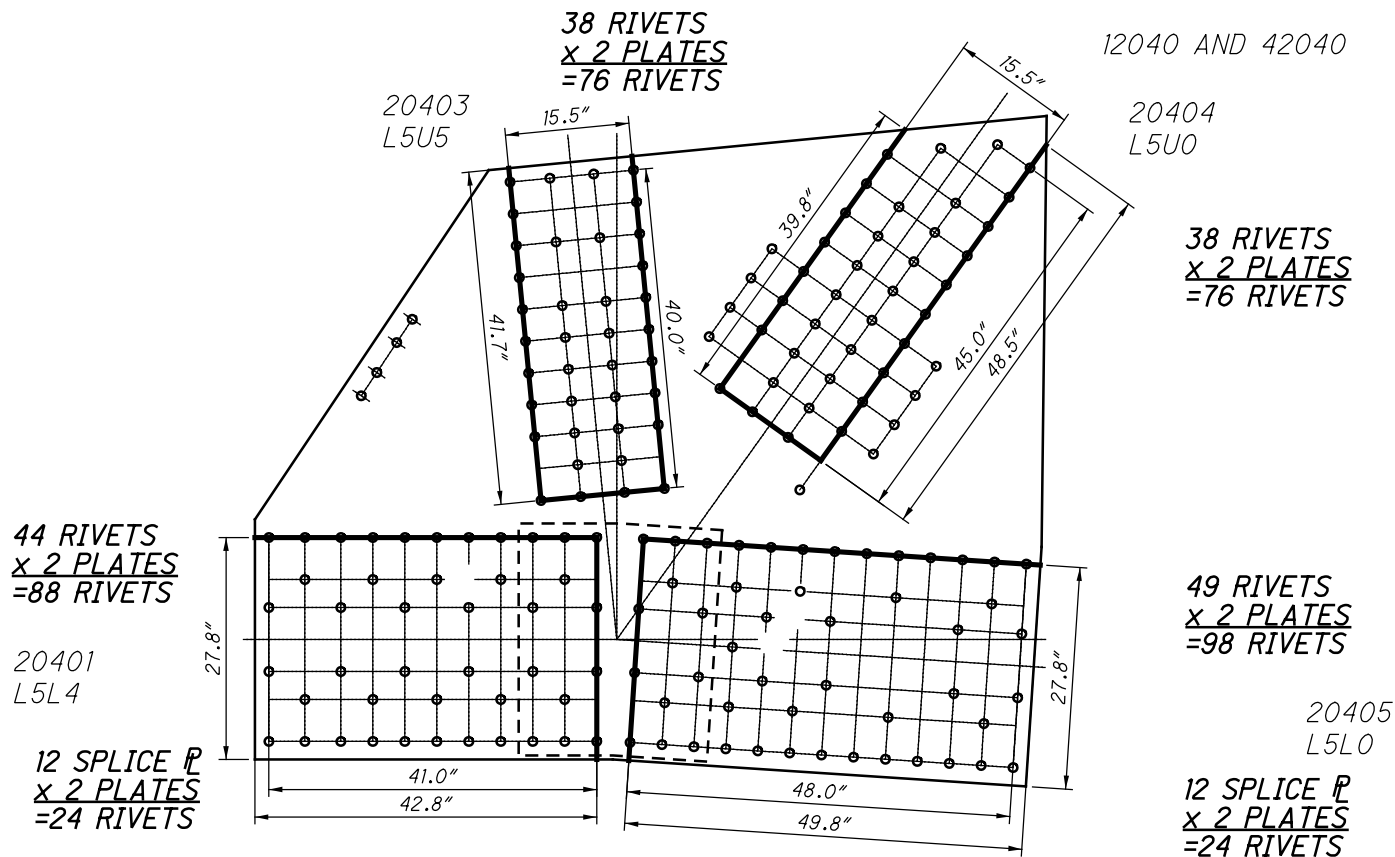 38 RIVETS
x 2 PLATES
=76 RIVETS
12040 AND 42040
20403
L5U5
15.5"
15.5"
20404
L5U0
39.8"
38 RIVETS
x 2 PLATES
=76 RIVETS
41.7"
40.0"
45.0"
48.5"
44 RIVETS
x 2 PLATES
=88 RIVETS
27.8"
20401
L5L4
49 RIVETS
x 2 PLATES
=98 RIVETS
27.8"
20405
L5L0
12 SPLICE ⅊
x 2 PLATES
=24 RIVETS
41.0"
42.8"
48.0"
49.8"
12 SPLICE ⅊
x 2 PLATES
=24 RIVETS